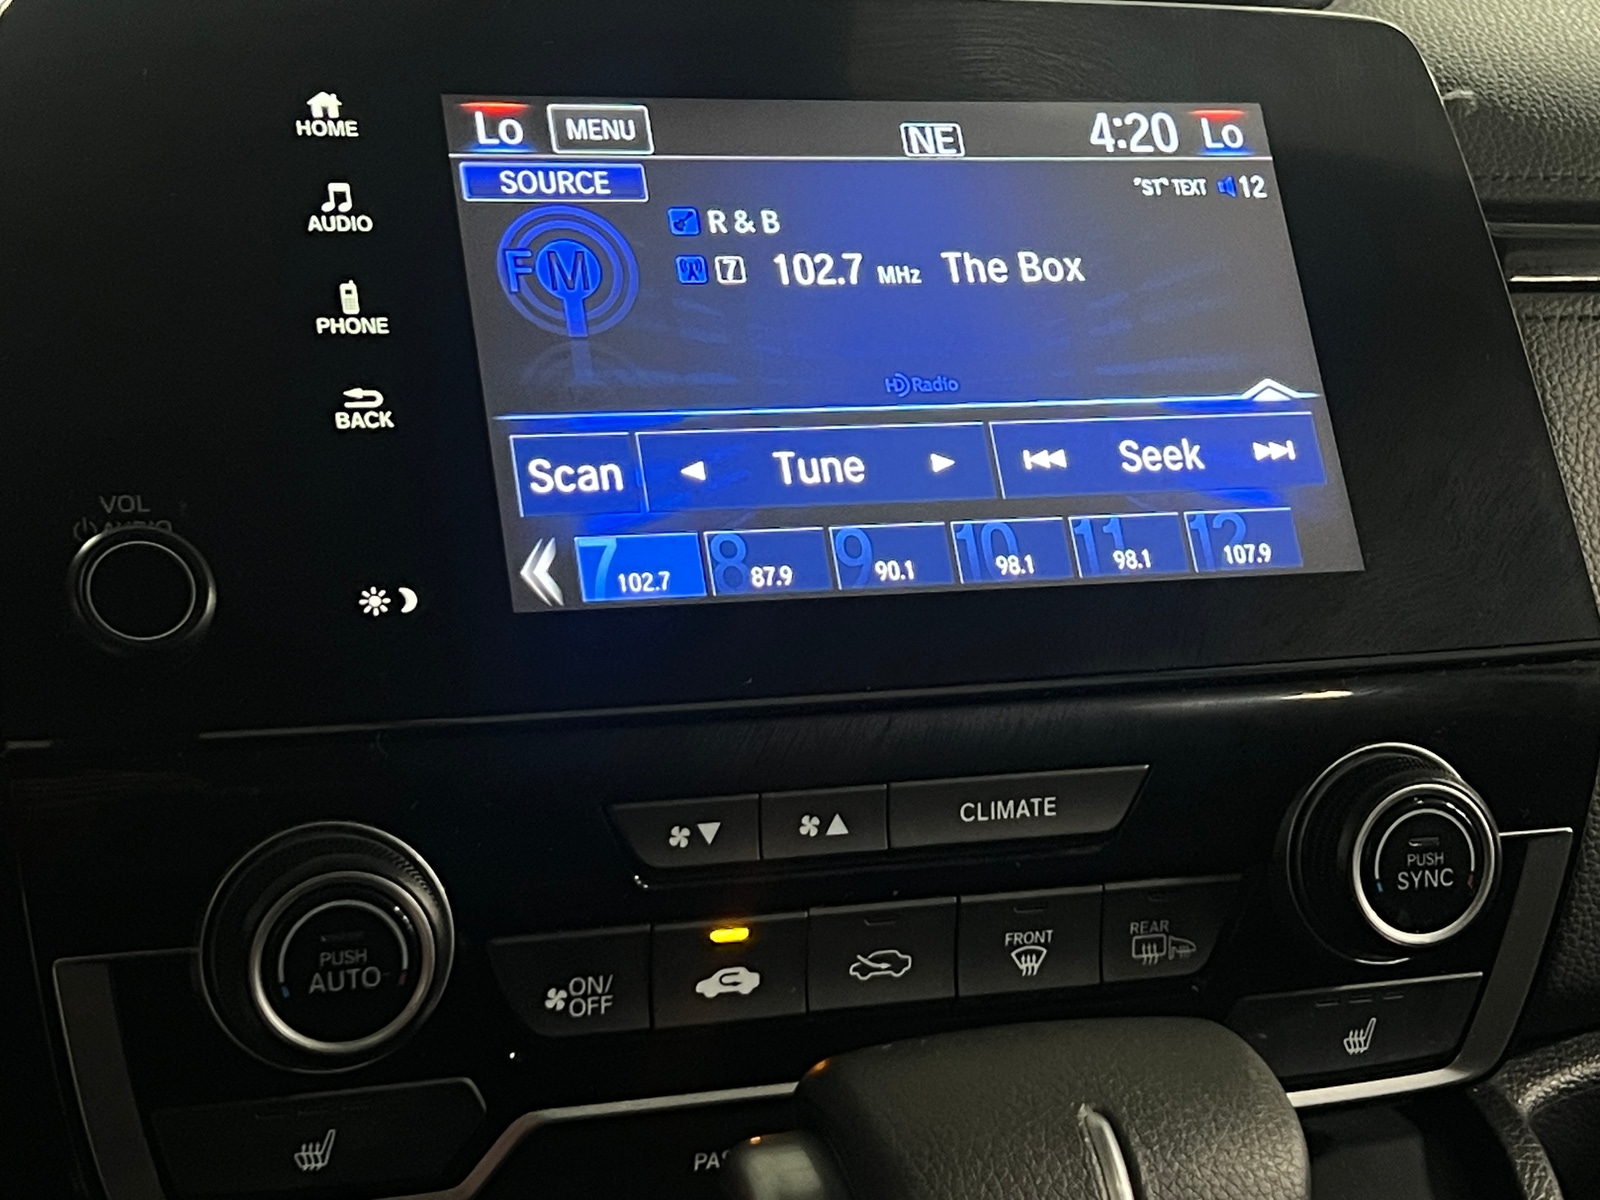 HOME
AUDIO
PHONE
BACK
VOL
AUDIO
Lo MENU NE 4:20 Lo
SOURCE "ST" TEXT 12
FM
R & B
7 102.7 MHz The Box
HD Radio
Scan Tune Seek
7 102.7 8 87.9 9 90.1 10 98.1 11 98.1 12 107.9
CLIMATE
PUSH
AUTO
ON/
OFF
FRONT
REAR
PUSH
SYNC